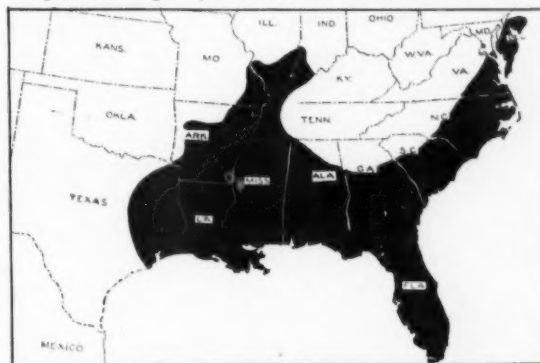 ILL.
IND.
OHIO
MD.
KANS.
MO.
W.VA.
VA.
KY.
OKLA.
TENN.
N.C.
ARK.
S.C.
MISS.
ALA.
GA.
TEXAS
LA.
FLA.
MEXICO